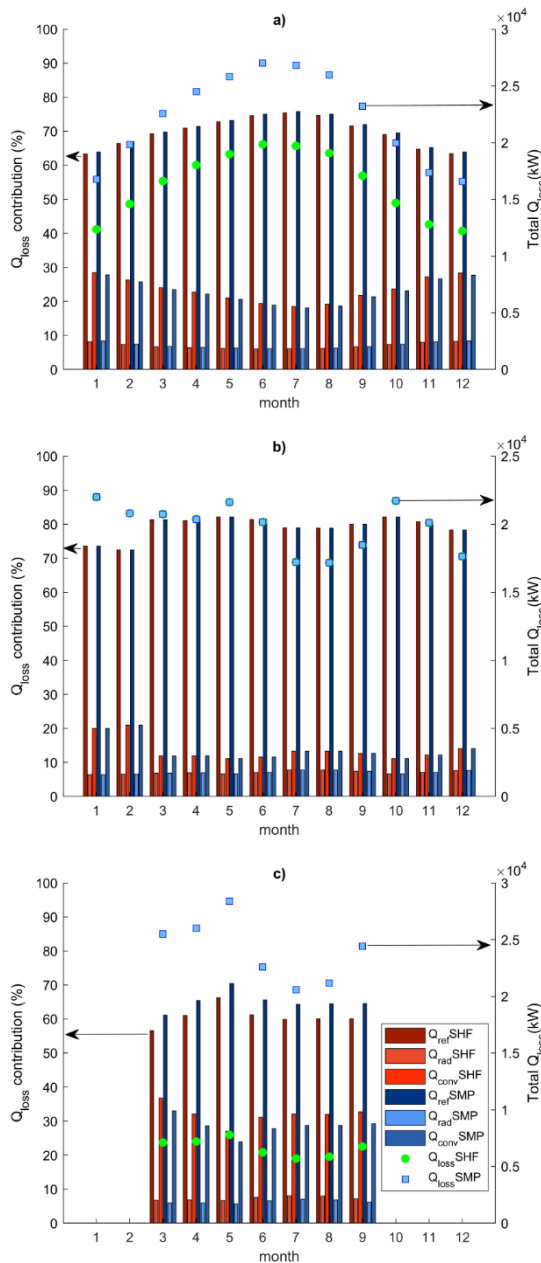 a)
×10⁴
100
90
80
70
60
50
40
30
20
10
0
Q_loss contribution (%)
3
2.5
2
1.5
1
0.5
0
Total Q_loss(kW)
1 2 3 4 5 6 7 8 9 10 11 12
month
b)
×10⁴
100
90
80
70
60
50
40
30
20
10
0
Q_loss contribution (%)
2.5
2
1.5
1
0.5
0
Total Q_loss(kW)
1 2 3 4 5 6 7 8 9 10 11 12
month
c)
×10⁴
100
90
80
70
60
50
40
30
20
10
0
Q_loss contribution (%)
3
2.5
2
1.5
1
0.5
0
Total Q_loss(kW)
Q_ref SHF
Q_rad SHF
Q_conv SHF
Q_ref SMP
Q_rad SMP
Q_conv SMP
Q_loss SHF
Q_loss SMP
1 2 3 4 5 6 7 8 9 10 11 12
month